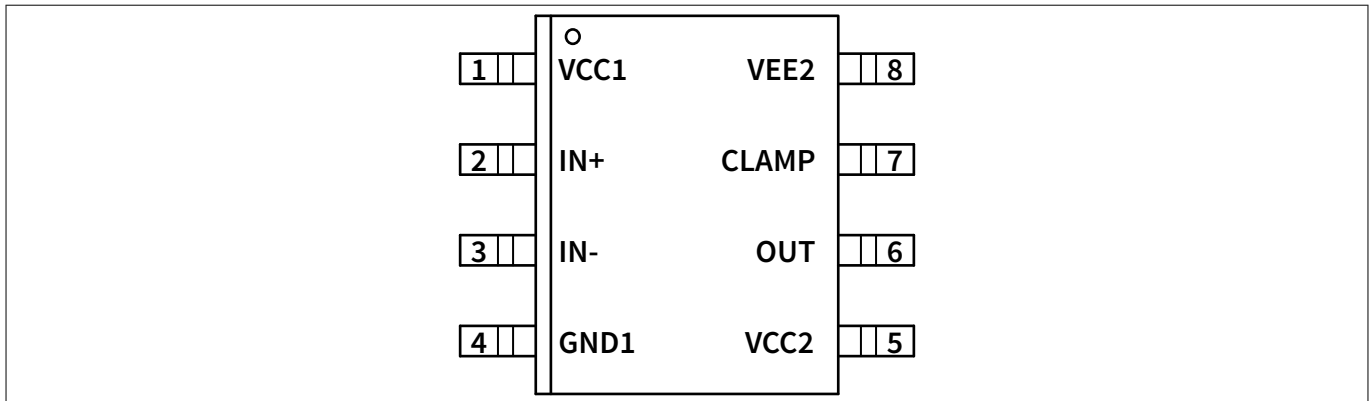 1 VCC1 VEE2 8
2 IN+ CLAMP 7
3 IN- OUT 6
4 GND1 VCC2 5